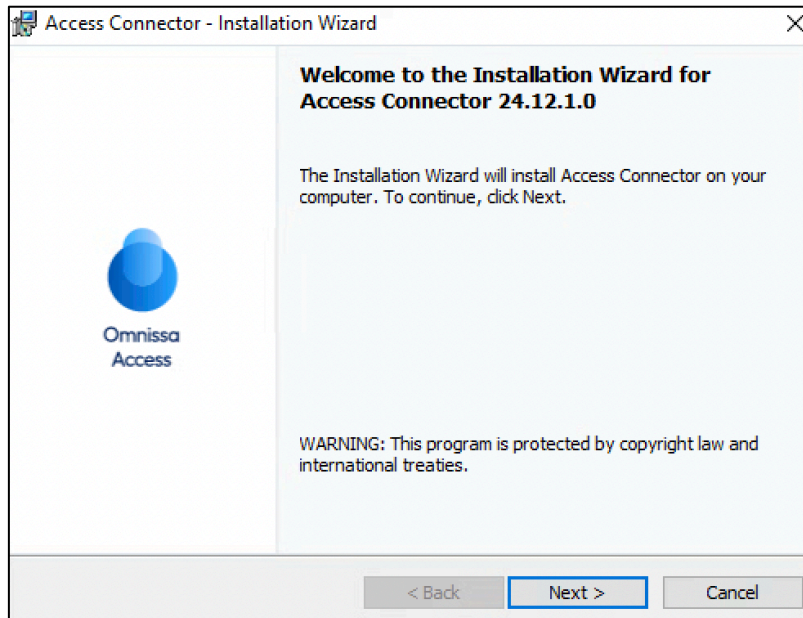 Access Connector - Installation Wizard
Welcome to the Installation Wizard for
Access Connector 24.12.1.0
The Installation Wizard will install Access Connector on your
computer. To continue, click Next.
Omnissa
Access
WARNING: This program is protected by copyright law and
international treaties.
< Back
Next >
Cancel